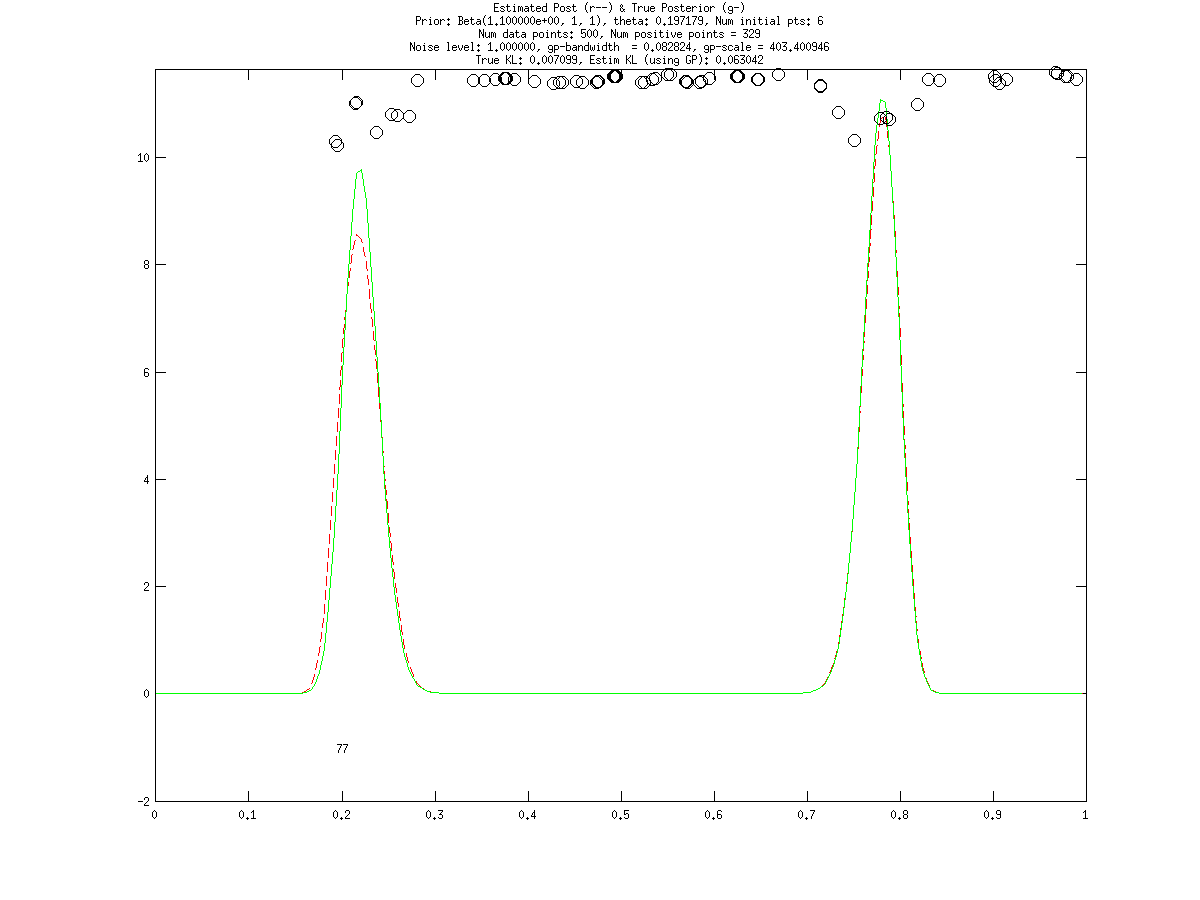 Estimated Post (r--) & True Posterior (g-)
Prior: Beta(1.100000e+00, 1, 1), theta: 0.197179, Num initial pts: 6
Num data points: 500, Num positive points = 329
Noise level: 1.000000, gp-bandwidth  = 0.082824, gp-scale = 403.400946
True KL: 0.007099, Estim KL (using GP): 0.063042
10
8
6
4
2
0
77
-2
0 0.1 0.2 0.3 0.4 0.5 0.6 0.7 0.8 0.9 1